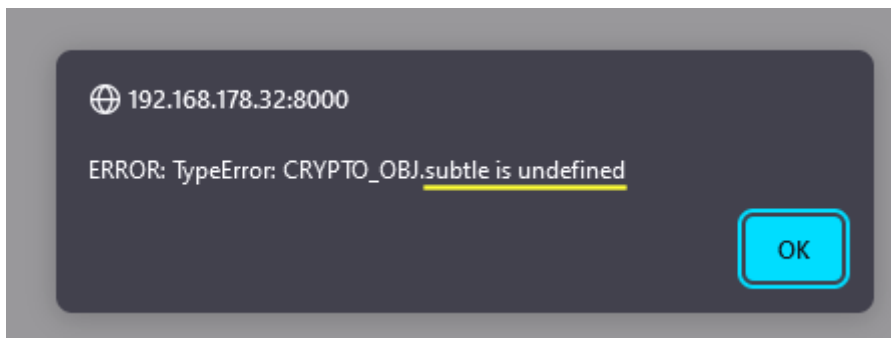 192.168.178.32:8000
ERROR: TypeError: CRYPTO_OBJ.subtle is undefined
OK